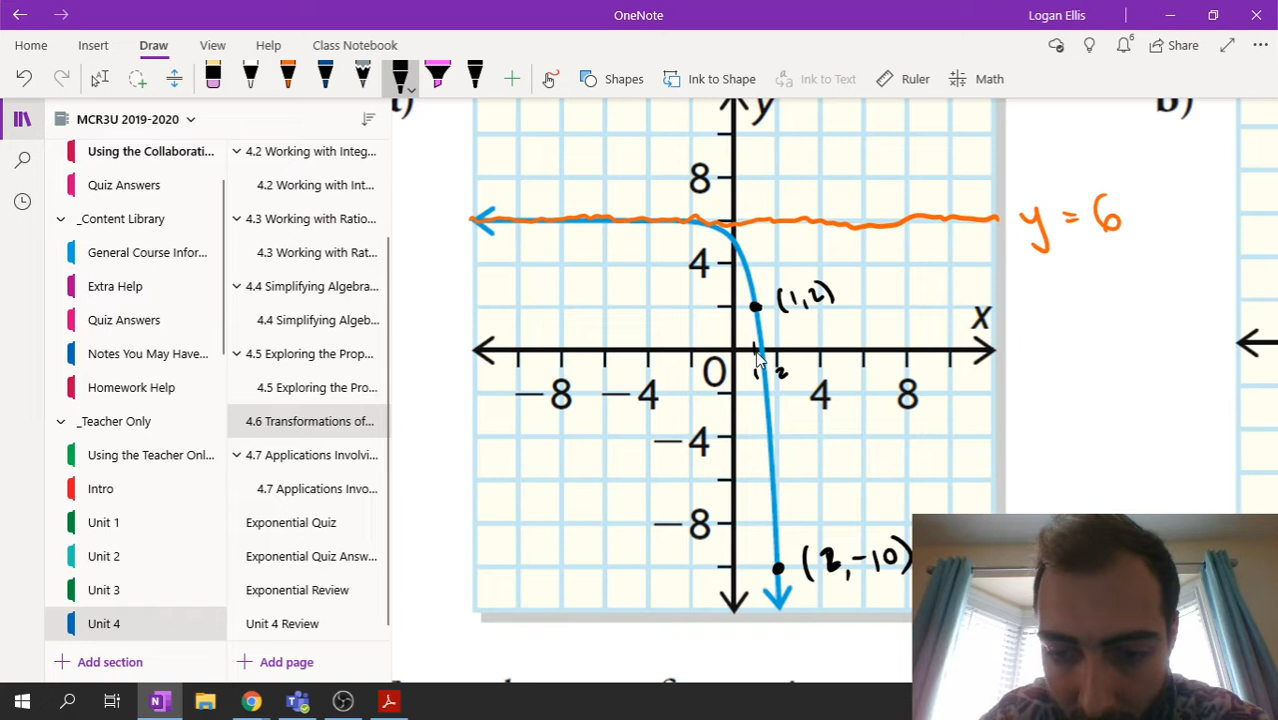 OneNote
Logan Ellis
Home Insert Draw View Help Class Notebook
6
Share
Shapes Ink to Shape Ink to Text Ruler Math
MCR3U 2019-2020
Using the Collaborati...
Quiz Answers
_Content Library
General Course Infor...
Extra Help
Quiz Answers
Notes You May Have...
Homework Help
_Teacher Only
Using the Teacher Onl...
Intro
Unit 1
Unit 2
Unit 3
Unit 4
Add section
4.2 Working with Integ...
4.2 Working with Int...
4.3 Working with Ratio...
4.3 Working with Rat...
4.4 Simplifying Algebra...
4.4 Simplifying Algeb...
4.5 Exploring the Prop...
4.5 Exploring the Pro...
4.6 Transformations of...
4.7 Applications Involvi...
4.7 Applications Invo...
Exponential Quiz
Exponential Quiz Answ...
Exponential Review
Unit 4 Review
Add page
y
b)
8
y = 6
4
(1,2)
x
0
1 2
-8 -4 4 8
-4
-8
(2,-10)